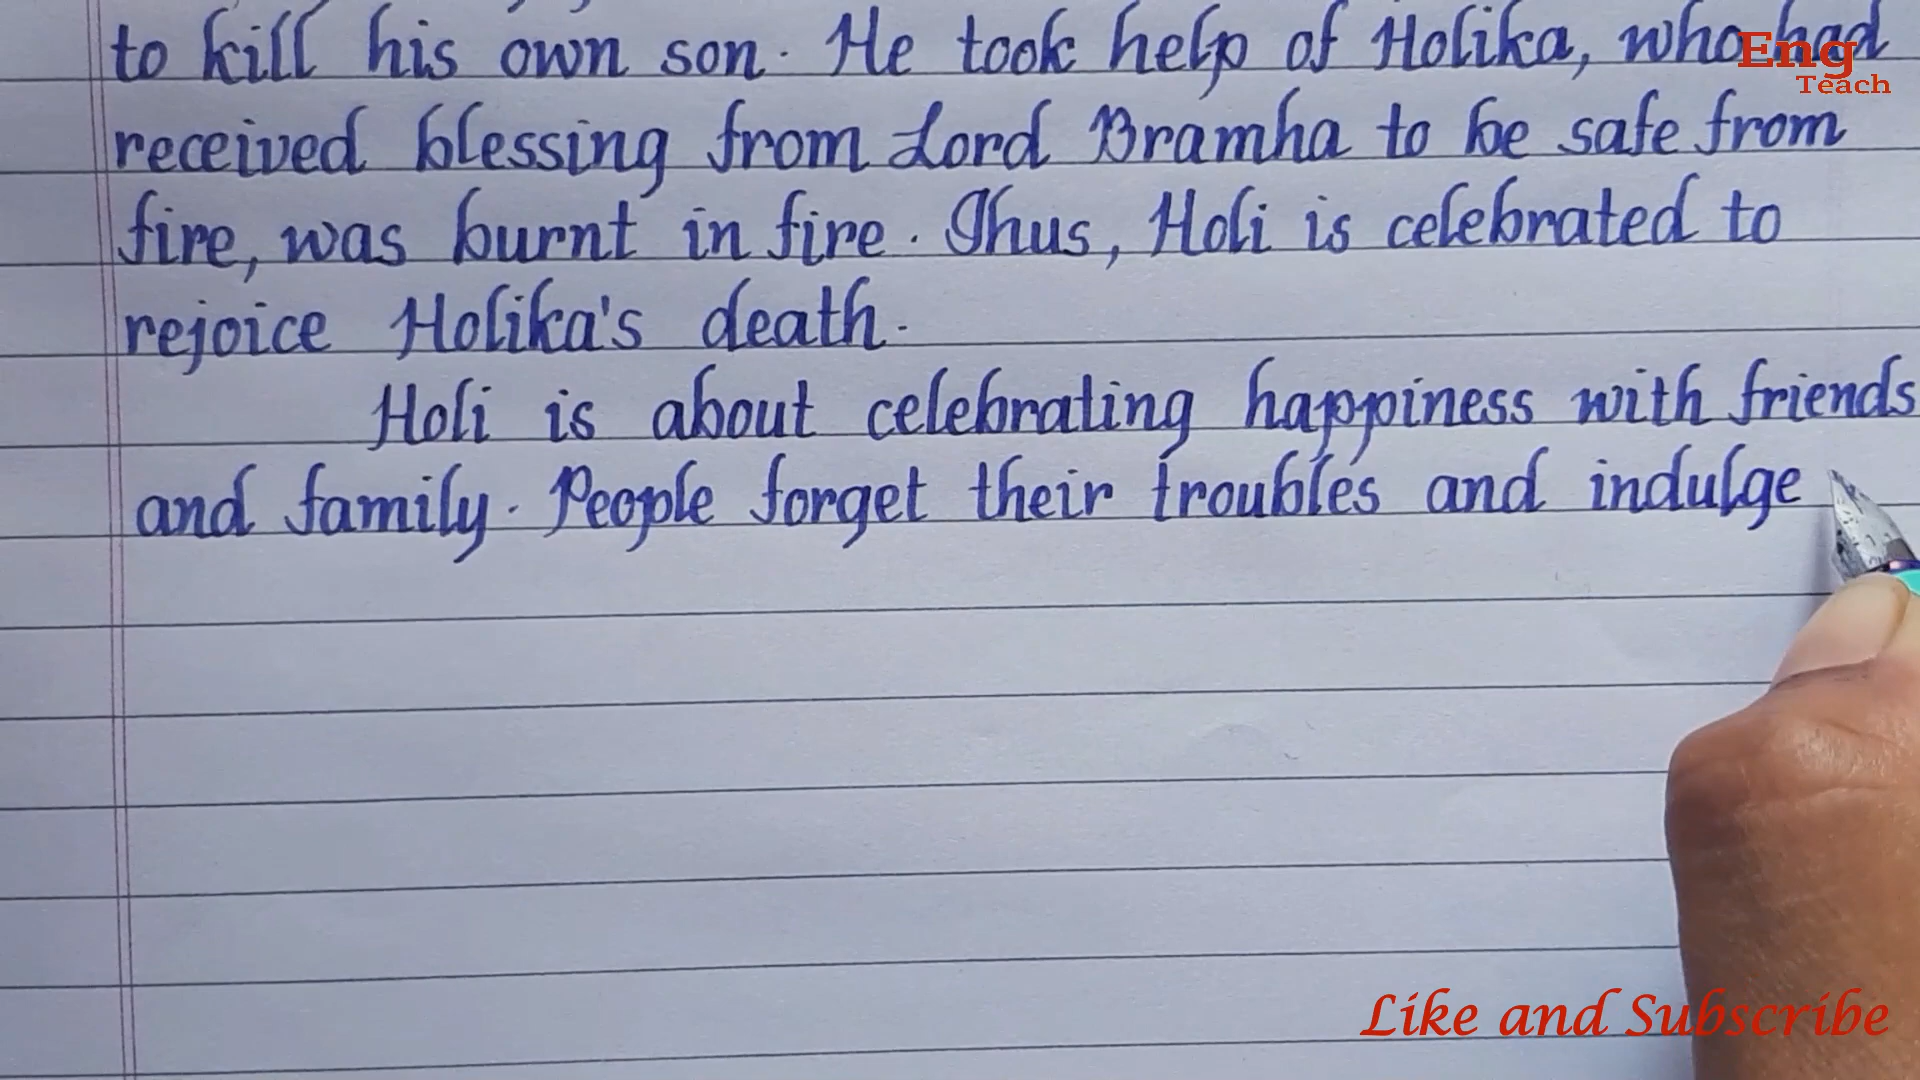 to kill his own son. He took help of Holika, who had
Eng
Teach
received blessing from Lord Bramha to be safe from
fire, was burnt in fire. Thus, Holi is celebrated to
rejoice Holika's death.
Holi is about celebrating happiness with friends
and family. People forget their troubles and indulge
Like and Subscribe